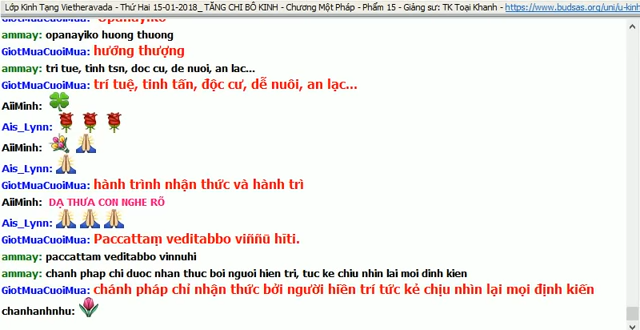 Lớp Kinh Tạng Vietheravada - Thứ Hai 15-01-2018_ TĂNG CHI BỘ KINH - Chương Một Pháp - Phẩm 15 - Giảng sư: TK Toại Khanh - https://www.budsas.org/uni/u-kinh
GiotMuaCuoiMua: Opanayiko
ammay: opanayiko huong thuong
GiotMuaCuoiMua: hướng thượng
ammay: tri tue, tinh tsn, doc cu, de nuoi, an lac...
GiotMuaCuoiMua: trí tuệ, tinh tấn, độc cư, dễ nuôi, an lạc...
AiiMinh:
Ais_Lynn:
AiiMinh:
Ais_Lynn:
GiotMuaCuoiMua: hành trình nhận thức và hành trì
AiiMinh: DẠ THƯA CON NGHE RÕ
Ais_Lynn:
GiotMuaCuoiMua: Paccattaṃ veditabbo viññū hīti.
ammay: paccattam veditabbo vinnuhi
ammay: chanh phap chi duoc nhan thuc boi nguoi hien tri, tuc ke chiu nhin lai moi dinh kien
GiotMuaCuoiMua: chánh pháp chỉ nhận thức bởi người hiền trí tức kẻ chịu nhìn lại mọi định kiến
chanhanhnhu: